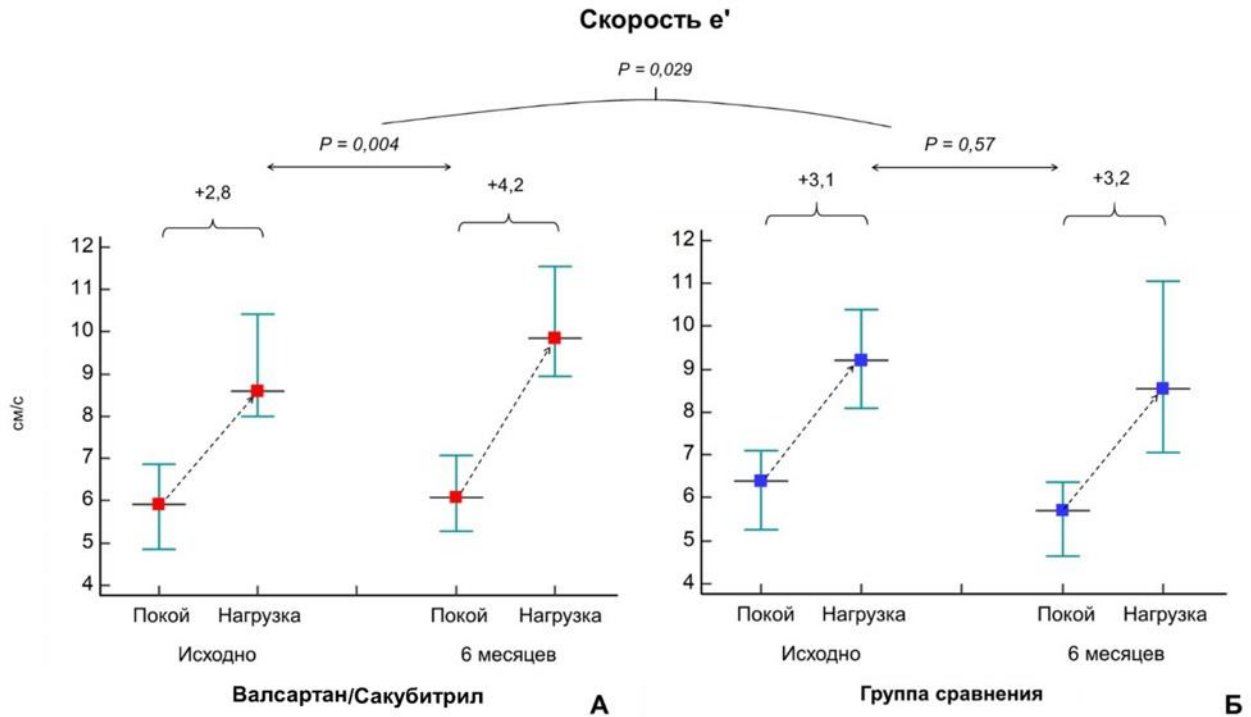 Скорость e'
P = 0,029
P = 0,004
P = 0,57
+2,8
+4,2
+3,1
+3,2
см/с
12
11
10
9
8
7
6
5
4
Покой Нагрузка Покой Нагрузка
Исходно 6 месяцев
Валсартан/Сакубитрил А
12
11
10
9
8
7
6
5
4
Покой Нагрузка Покой Нагрузка
Исходно 6 месяцев
Группа сравнения Б